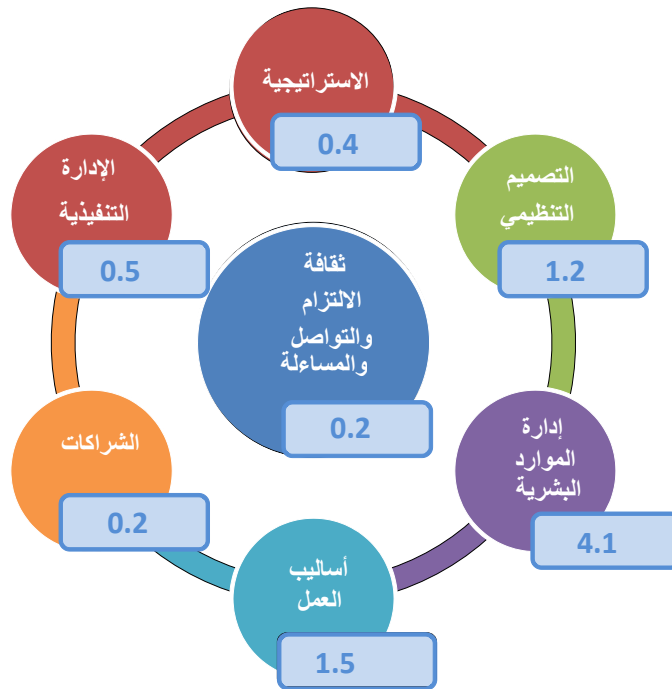 الاستراتيجية
0.4
التصميم
التنظيمي
1.2
إدارة
الموارد
البشرية
4.1
أساليب
العمل
1.5
الشراكات
0.2
الإدارة
التنفيذية
0.5
ثقافة
الالتزام
والتواصل
والمساءلة
0.2